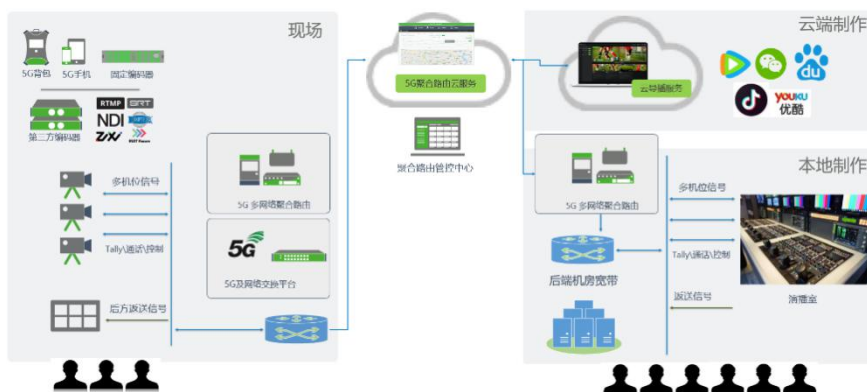 现场
5G背包
5G手机
固定编码器
RTMP
SRT
NDI
Zixi
第三方编码器
多机位信号
Tally\通话\控制
后方返送信号
5G 多网络聚合路由
5G
5G及网络交换平台
5G聚合路由云服务
聚合路由管控中心
云端制作
云导播服务
du
YOUKU
优酷
本地制作
5G 多网络聚合路由
后端机房宽带
多机位信号
Tally\通话\控制
返送信号
演播室